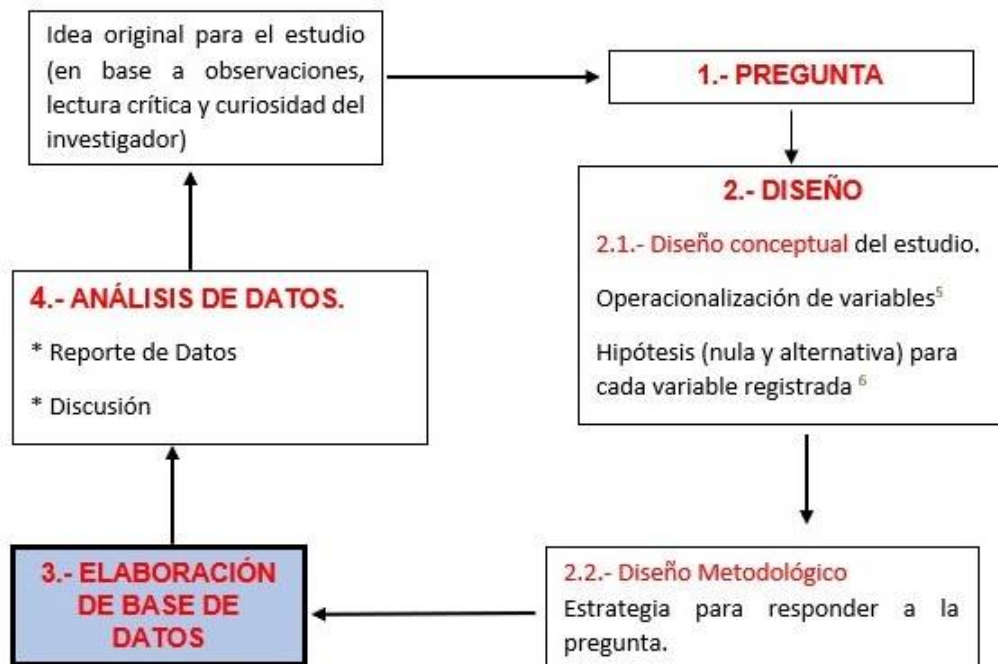 Idea original para el estudio
(en base a observaciones,
lectura crítica y curiosidad del
investigador)
1.- PREGUNTA
2.- DISEÑO
2.1.- Diseño conceptual del estudio.
Operacionalización de variables⁵
Hipótesis (nula y alternativa) para
cada variable registrada ⁶
2.2.- Diseño Metodológico
Estrategia para responder a la
pregunta.
3.- ELABORACIÓN
DE BASE DE
DATOS
4.- ANÁLISIS DE DATOS.
* Reporte de Datos
* Discusión